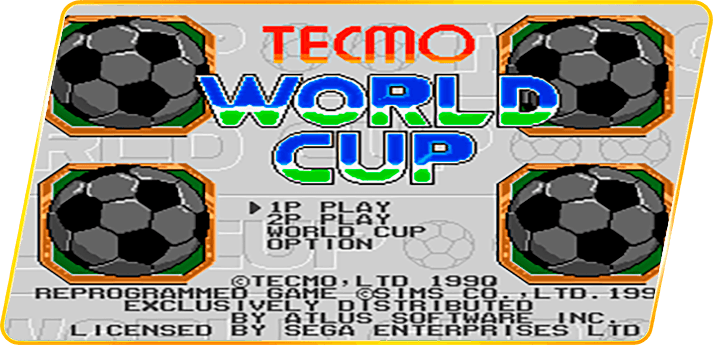 TECMO
WORLD
CUP
1P PLAY
2P PLAY
WORLD CUP
OPTION
©TECMO,LTD 1990
REPROGRAMMED GAME ©SIMS CO.,LTD.199
EXCLUSIVELY DISTRIBUTED
BY ATLUS SOFTWARE INC.
LICENSED BY SEGA ENTERPRISES LTD